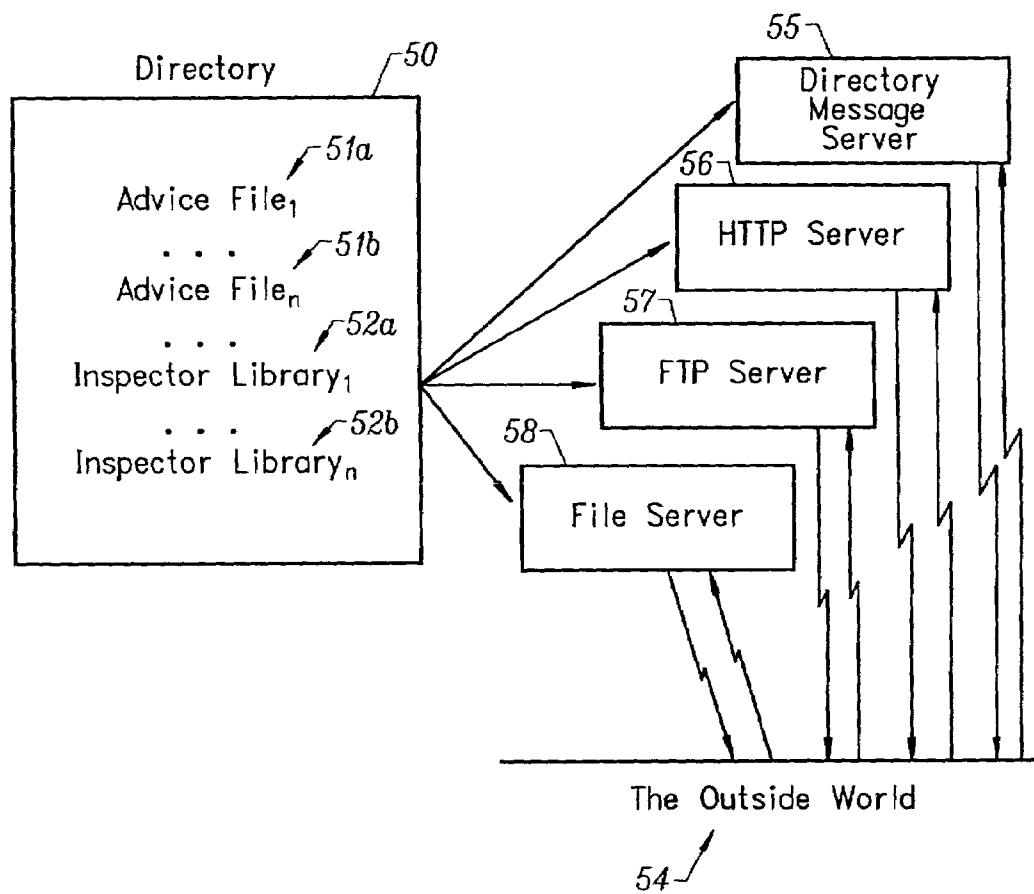 Directory
50
51a
Advice File1
. . .
51b
Advice Filen
. . .
52a
Inspector Library1
. . .
52b
Inspector Libraryn
55
Directory
Message
Server
56
HTTP Server
57
FTP Server
58
File Server
The Outside World
54